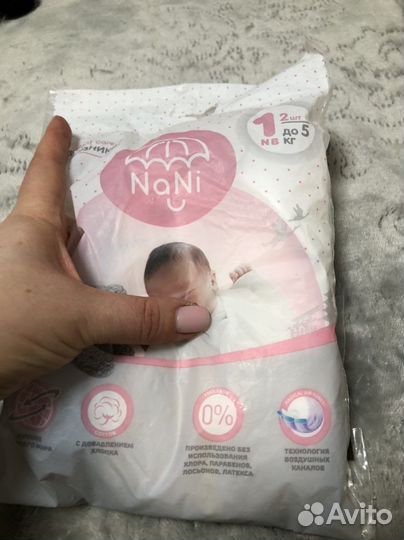 NaNi
1
NB
2 шт
до 5
кг
0%
С ДОБАВЛЕНИЕМ
ХЛОПКА
ПРОИЗВЕДЕНО БЕЗ
ИСПОЛЬЗОВАНИЯ
ХЛОРА, ПАРАБЕНОВ,
ЛОСЬОНОВ, ЛАТЕКСА
ТЕХНОЛОГИЯ
ВОЗДУШНЫХ
КАНАЛОВ
Avito